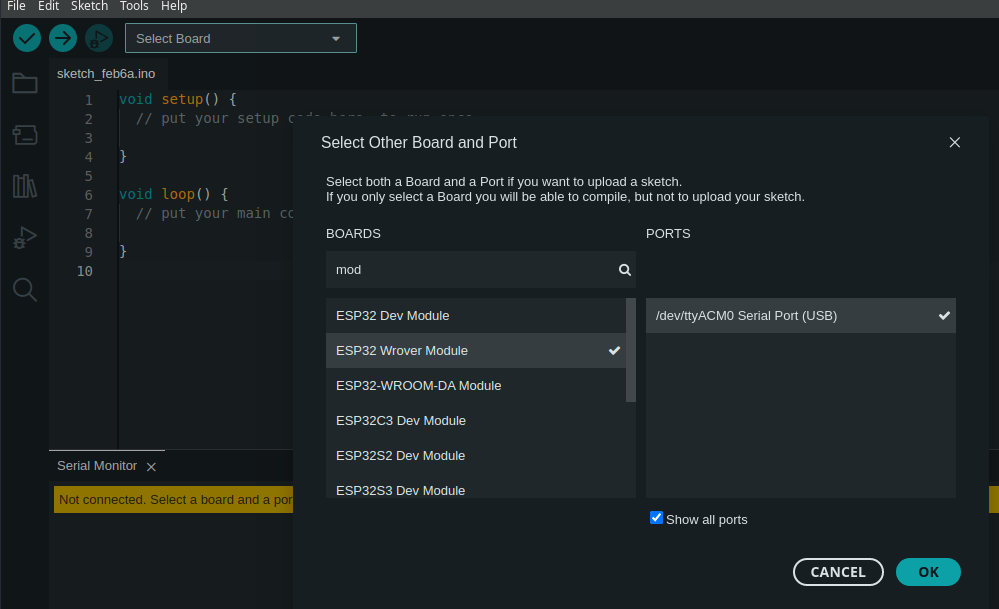 File Edit Sketch Tools Help
Select Board
sketch_feb6a.ino
1 void setup() {
2 // put your setup code here, to run once
3
4 }
5
6 void loop() {
7 // put your main co
8
9 }
10
Select Other Board and Port
Select both a Board and a Port if you want to upload a sketch.
If you only select a Board you will be able to compile, but not to upload your sketch.
BOARDS
mod
ESP32 Dev Module
ESP32 Wrover Module
ESP32-WROOM-DA Module
ESP32C3 Dev Module
ESP32S2 Dev Module
ESP32S3 Dev Module
PORTS
/dev/ttyACM0 Serial Port (USB)
Show all ports
CANCEL OK
Serial Monitor
Not connected. Select a board and a por